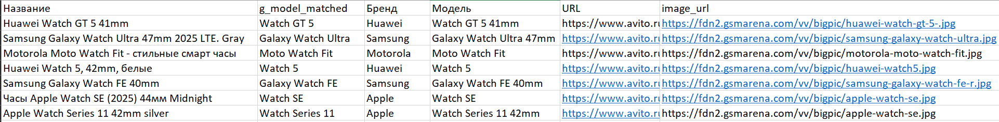 Название g_model_matched Бренд Модель URL image_url
Huawei Watch GT 5 41mm Watch GT 5 Huawei Watch GT 5 41mm https://www.avito.ru https://fdn2.gsmarena.com/vv/bigpic/huawei-watch-gt-5-.jpg
Samsung Galaxy Watch Ultra 47mm 2025 LTE. Gray Galaxy Watch Ultra Samsung Galaxy Watch Ultra 47mm https://www.avito.ru https://fdn2.gsmarena.com/vv/bigpic/samsung-galaxy-watch-ultra.jpg
Motorola Moto Watch Fit - стильные смарт часы Moto Watch Fit Motorola Moto Watch Fit https://www.avito.ru https://fdn2.gsmarena.com/vv/bigpic/motorola-moto-watch-fit.jpg
Huawei Watch 5, 42mm, белые Watch 5 Huawei Watch 5 https://www.avito.ru https://fdn2.gsmarena.com/vv/bigpic/huawei-watch5.jpg
Samsung Galaxy Watch FE 40mm Galaxy Watch FE Samsung Galaxy Watch FE 40mm https://www.avito.ru https://fdn2.gsmarena.com/vv/bigpic/samsung-galaxy-watch-fe-r.jpg
Часы Apple Watch SE (2025) 44мм Midnight Watch SE Apple Watch SE https://www.avito.ru https://fdn2.gsmarena.com/vv/bigpic/apple-watch-se.jpg
Apple Watch Series 11 42mm silver Watch Series 11 Apple Watch Series 11 42mm https://www.avito.ru https://fdn2.gsmarena.com/vv/bigpic/apple-watch-se.jpg